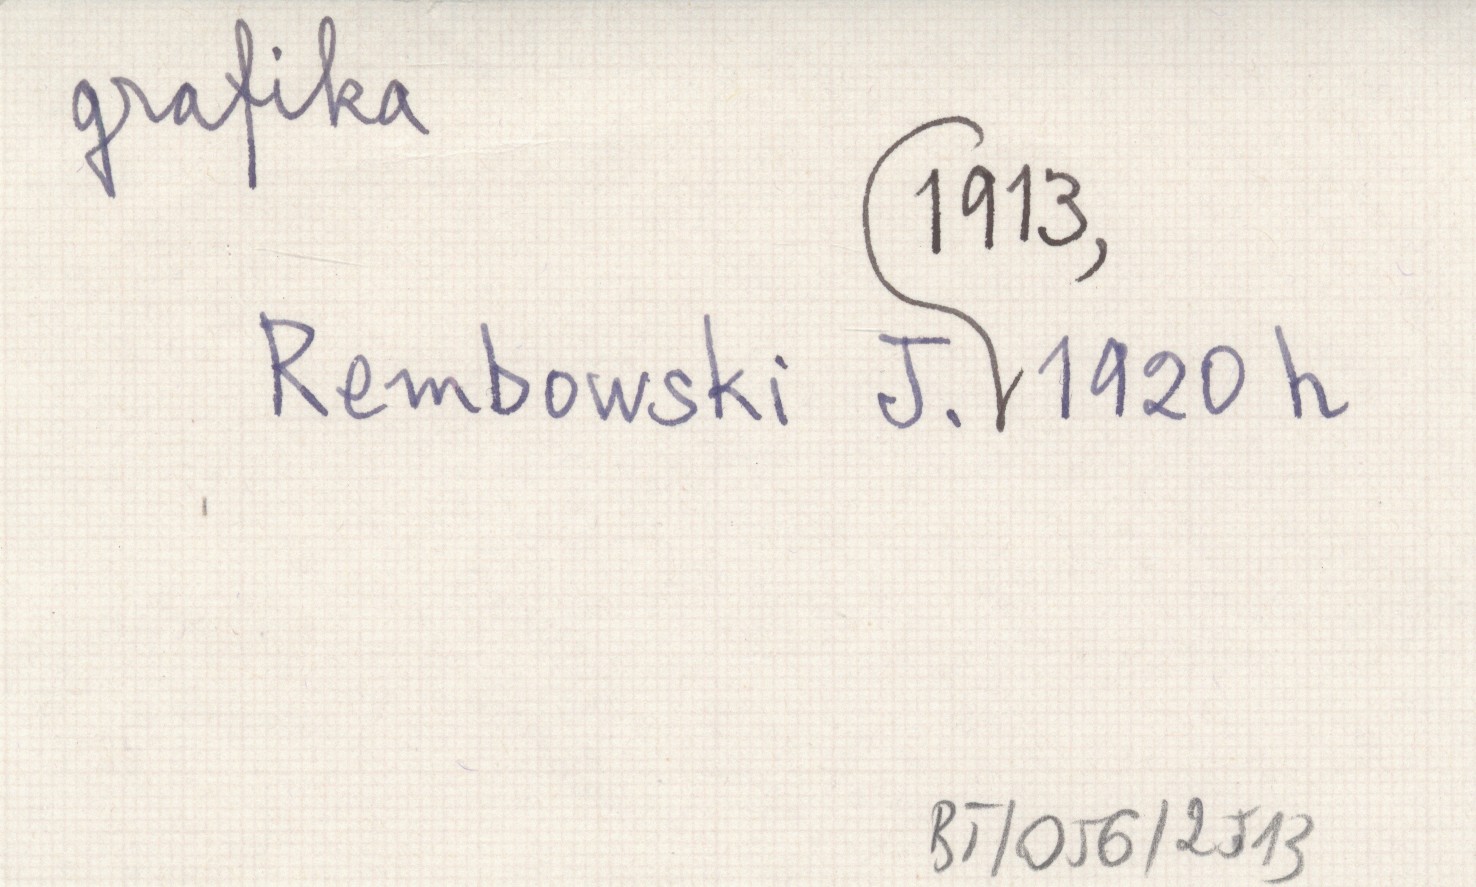 grafika
1913,
Rembowski J. 1920 h
BT/056/2513